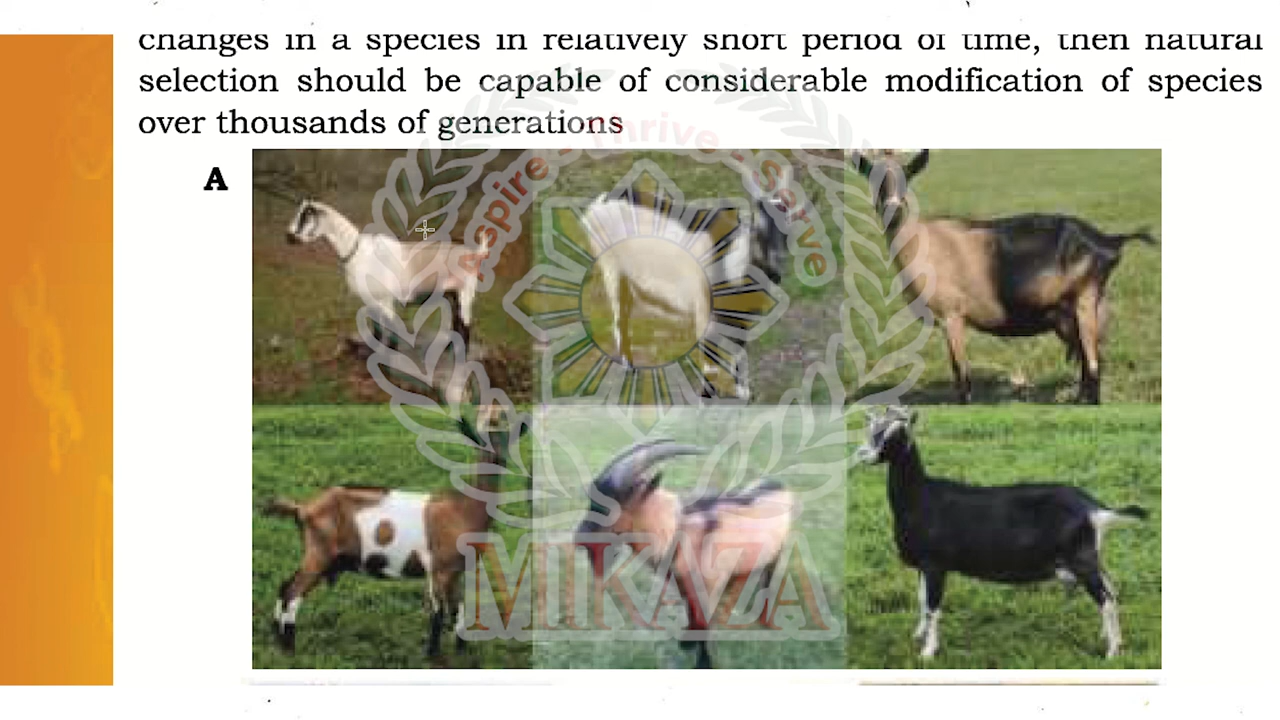 changes in a species in relatively short period of time, then natural
selection should be capable of considerable modification of species
over thousands of generations
A
Aspire - Thrive - Serve
MIKAZA